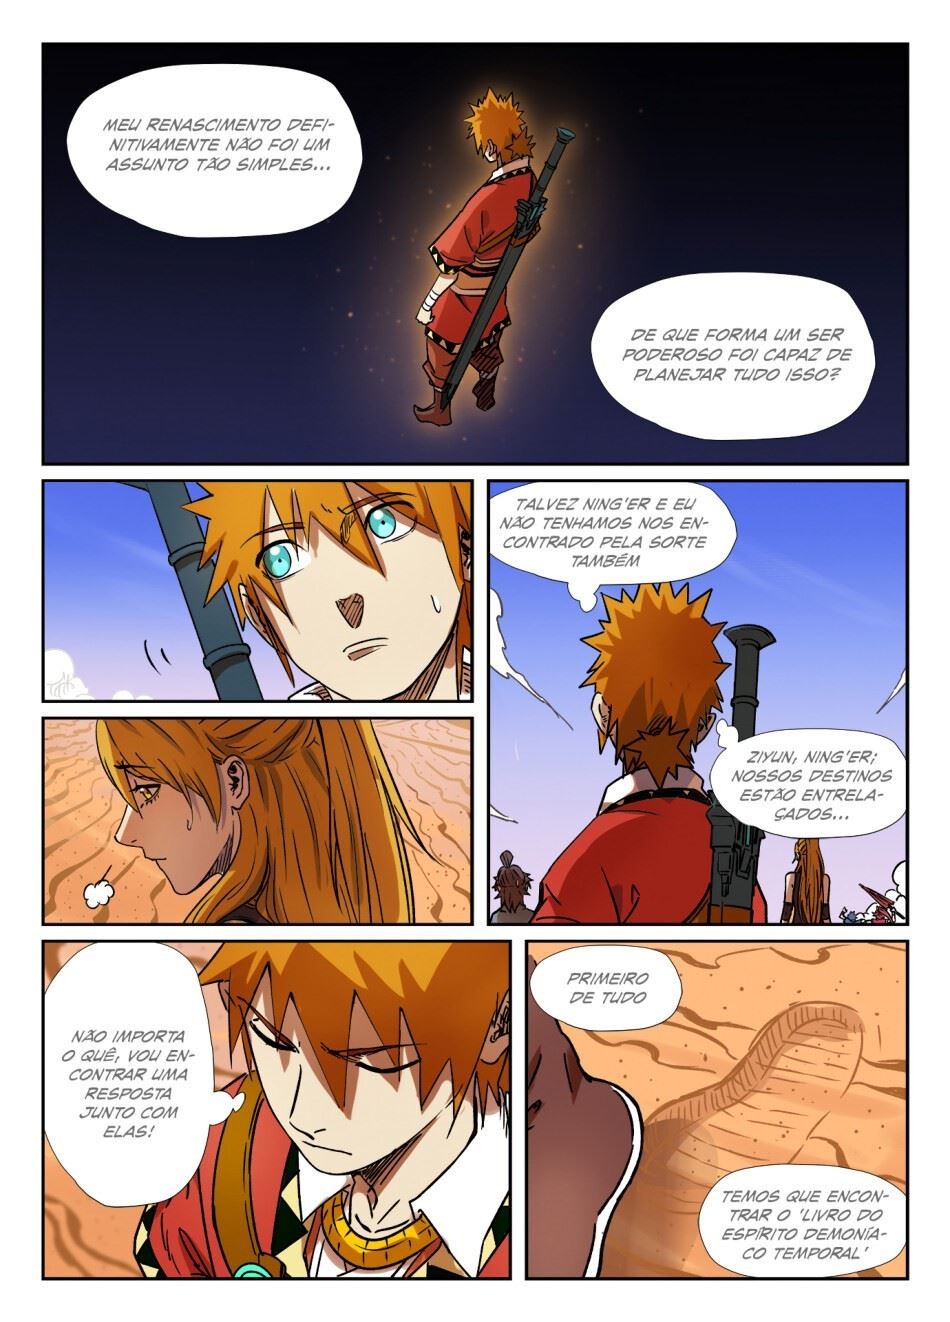 MEU RENASCIMENTO DEFI-
NITIVAMENTE NÃO FOI UM
ASSUNTO TÃO SIMPLES...
DE QUE FORMA UM SER
PODEROSO FOI CAPAZ DE
PLANEJAR TUDO ISSO?
TALVEZ NING'ER E EU
NÃO TENHAMOS NOS EN-
CONTRADO PELA SORTE
TAMBÉM
ZIYUN, NING'ER;
NOSSOS DESTINOS
ESTÃO ENTRELA-
ÇADOS...
NÃO IMPORTA
O QUÊ, VOU EN-
CONTRAR UMA
RESPOSTA
JUNTO COM
ELAS!
PRIMEIRO
DE TUDO
TEMOS QUE ENCON-
TRAR O 'LIVRO DO
ESPÍRITO DEMONÍA-
CO TEMPORAL'